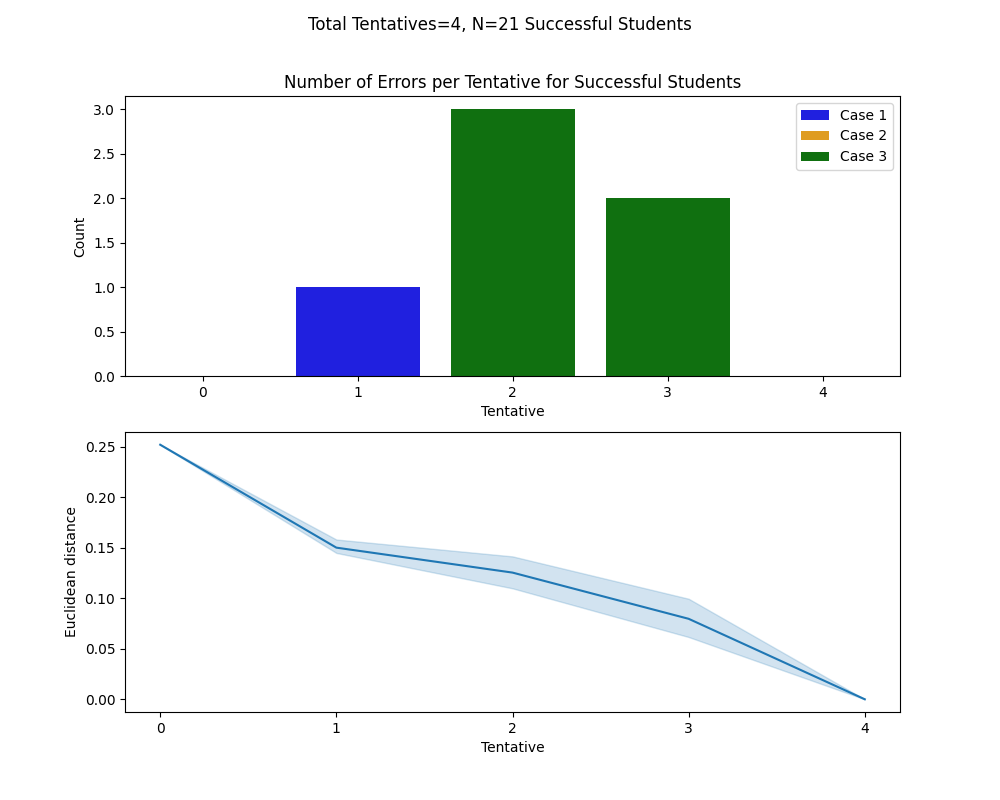 Total Tentatives=4, N=21 Successful Students
Number of Errors per Tentative for Successful Students
3.0
2.5
2.0
1.5
1.0
0.5
0.0
Count
Case 1
Case 2
Case 3
0 1 2 3 4
Tentative
0.25
0.20
0.15
0.10
0.05
0.00
Euclidean distance
0 1 2 3 4
Tentative